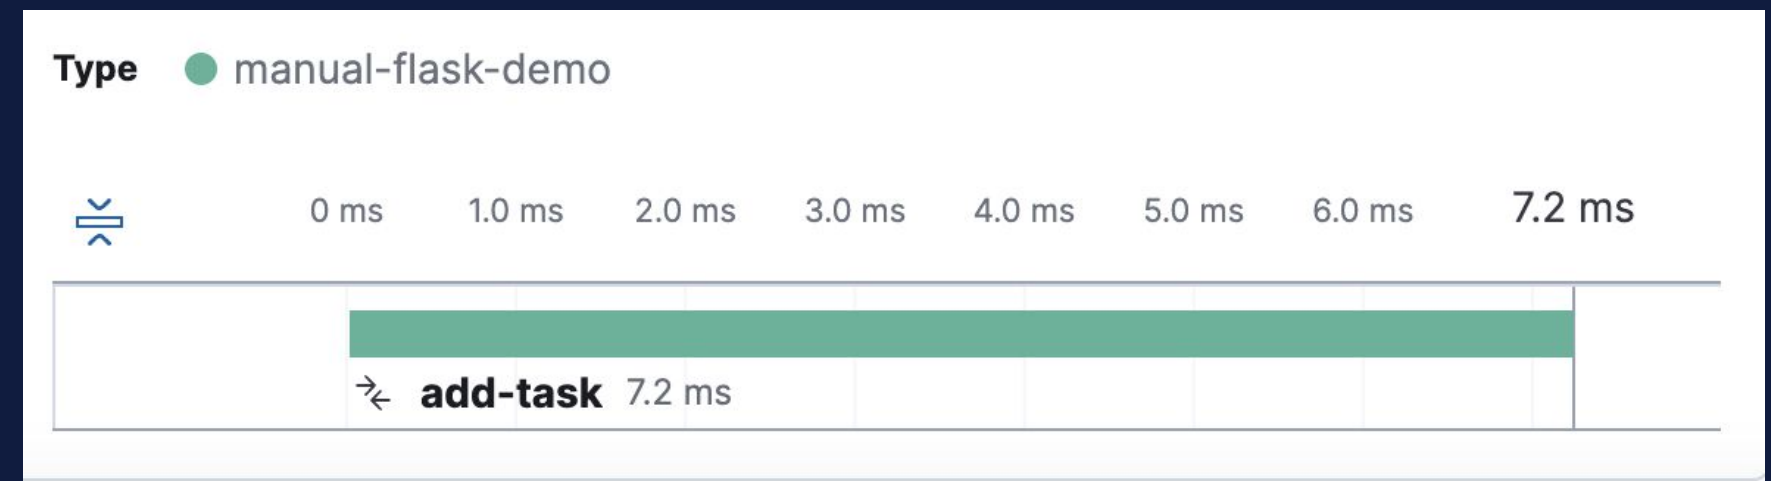 Type manual-flask-demo
0 ms 1.0 ms 2.0 ms 3.0 ms 4.0 ms 5.0 ms 6.0 ms 7.2 ms
add-task 7.2 ms